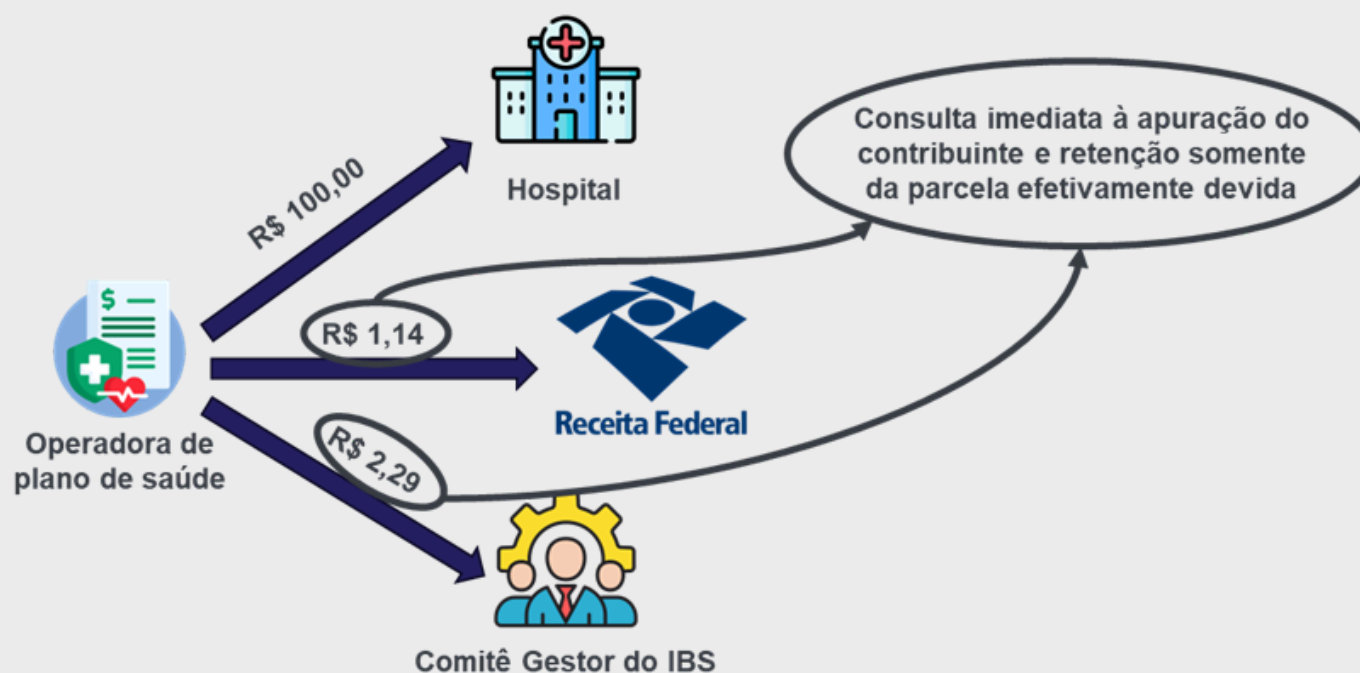 R$ 100,00
Hospital
Consulta imediata à apuração do
contribuinte e retenção somente
da parcela efetivamente devida
$
R$ 1,14
Receita Federal
Operadora de
plano de saúde
R$ 2,29
Comitê Gestor do IBS